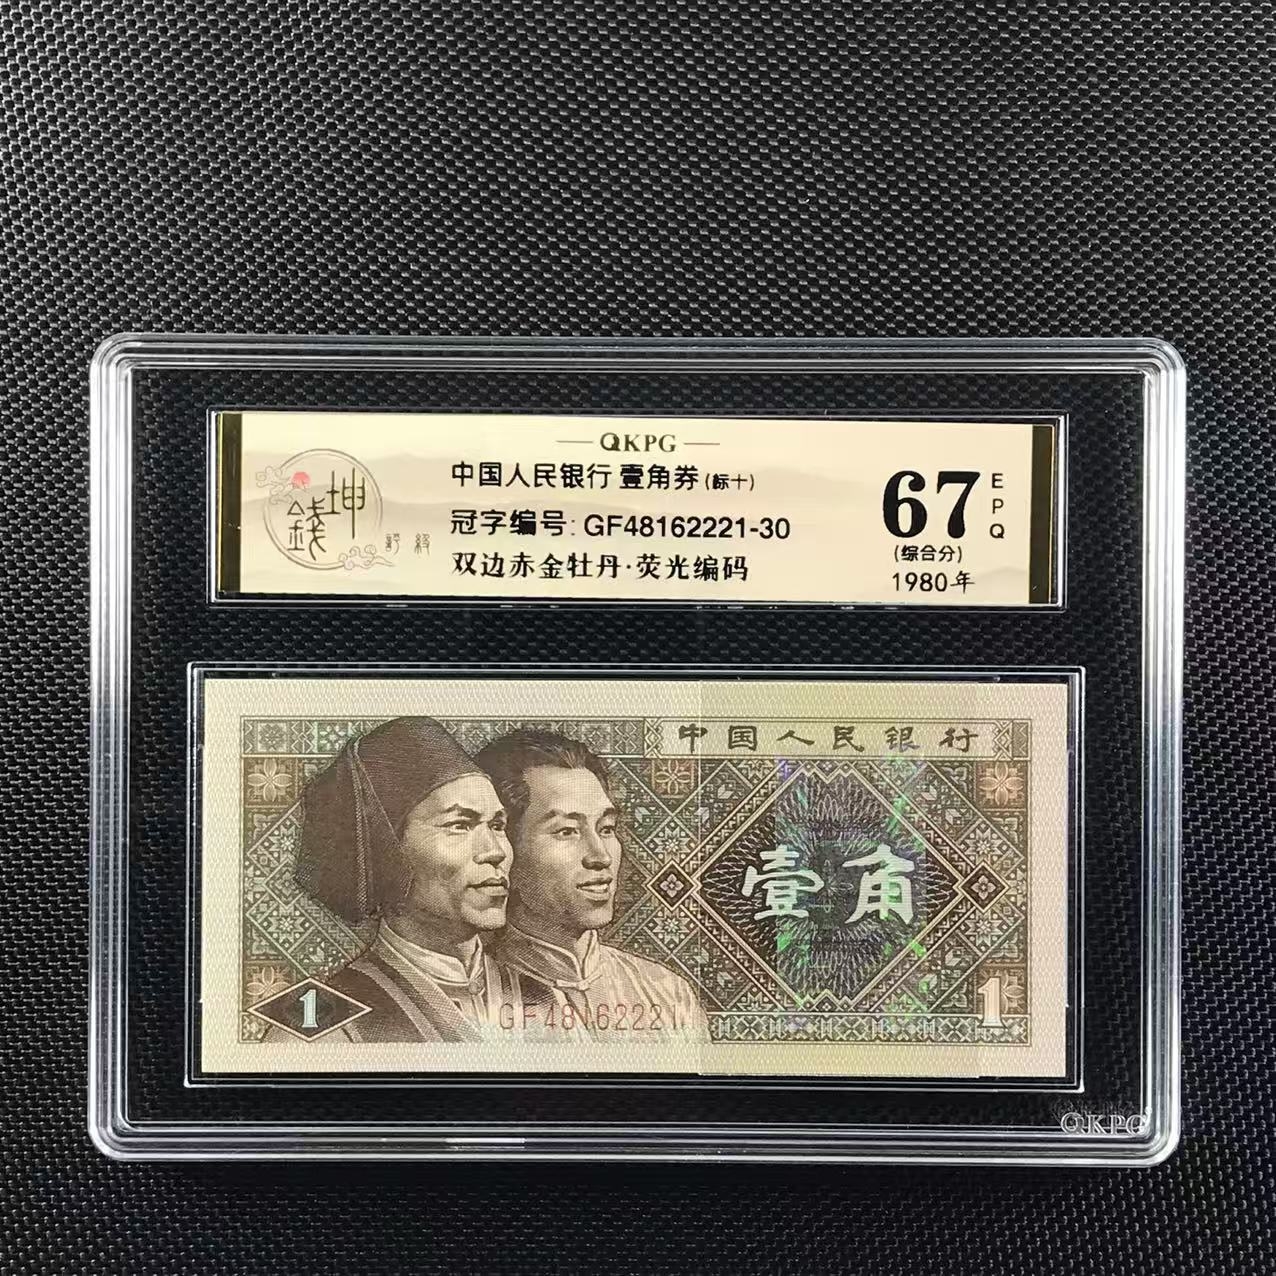 QKPG
中国人民银行 壹角券(标十)
冠字编号: GF48162221-30
双边赤金牡丹·荧光编码
坤
錢
評 級
67
EPQ
(综合分)
1980年
中国人民银行
壹角
1
GF48162221
1
QKPG